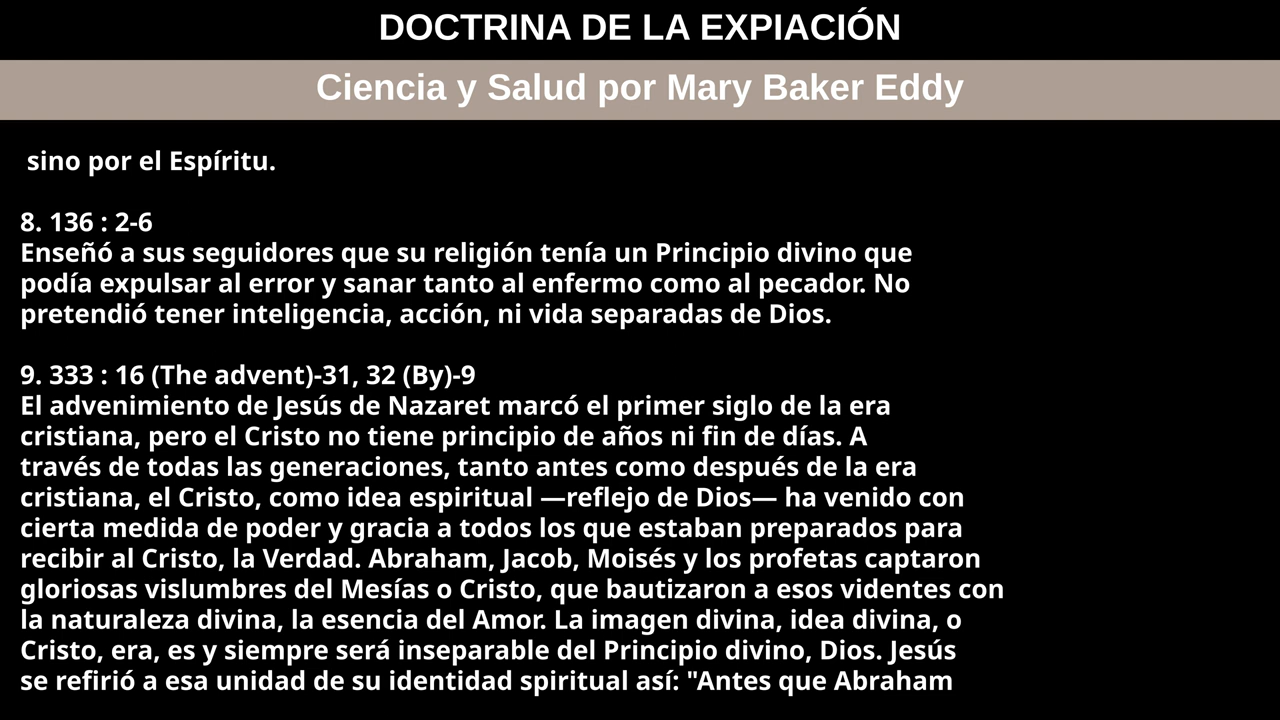 DOCTRINA DE LA EXPIACIÓN
Ciencia y Salud por Mary Baker Eddy
sino por el Espíritu.
8. 136 : 2-6
Enseñó a sus seguidores que su religión tenía un Principio divino que
podía expulsar al error y sanar tanto al enfermo como al pecador. No
pretendió tener inteligencia, acción, ni vida separadas de Dios.
9. 333 : 16 (The advent)-31, 32 (By)-9
El advenimiento de Jesús de Nazaret marcó el primer siglo de la era
cristiana, pero el Cristo no tiene principio de años ni fin de días. A
través de todas las generaciones, tanto antes como después de la era
cristiana, el Cristo, como idea espiritual —reflejo de Dios— ha venido con
cierta medida de poder y gracia a todos los que estaban preparados para
recibir al Cristo, la Verdad. Abraham, Jacob, Moisés y los profetas captaron
gloriosas vislumbres del Mesías o Cristo, que bautizaron a esos videntes con
la naturaleza divina, la esencia del Amor. La imagen divina, idea divina, o
Cristo, era, es y siempre será inseparable del Principio divino, Dios. Jesús
se refirió a esa unidad de su identidad spiritual así: "Antes que Abraham